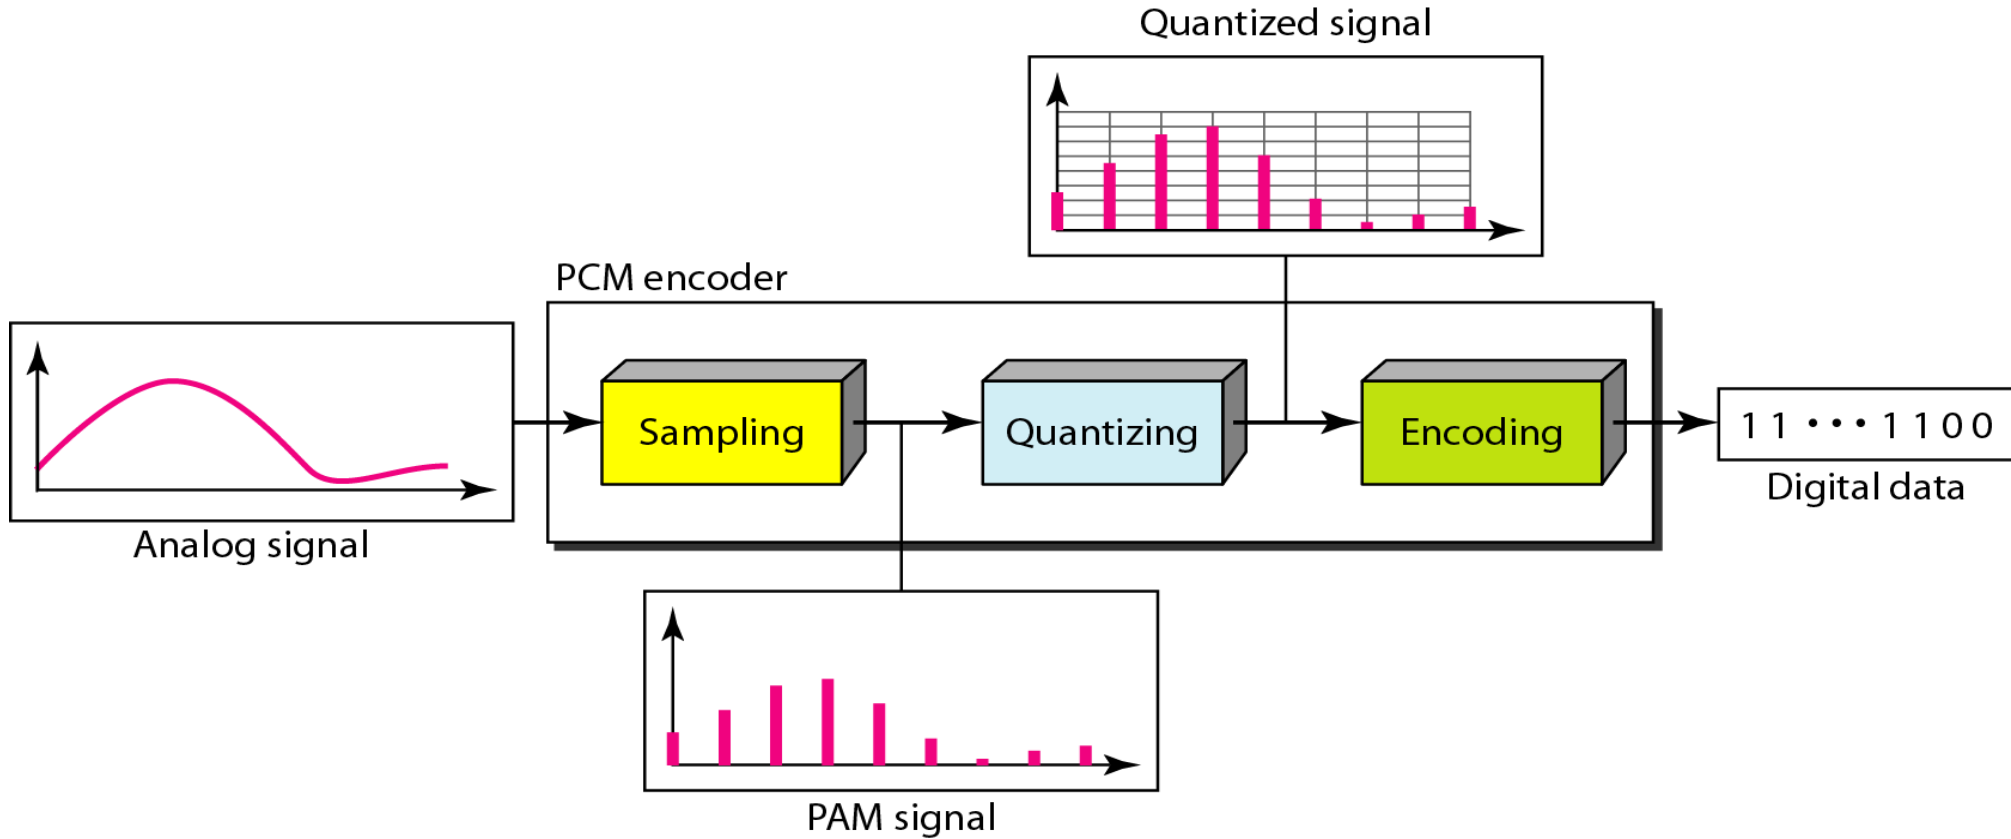 Quantized signal
PCM encoder
Analog signal
Sampling
Quantizing
Encoding
1 1 • • • 1 1 0 0
Digital data
PAM signal